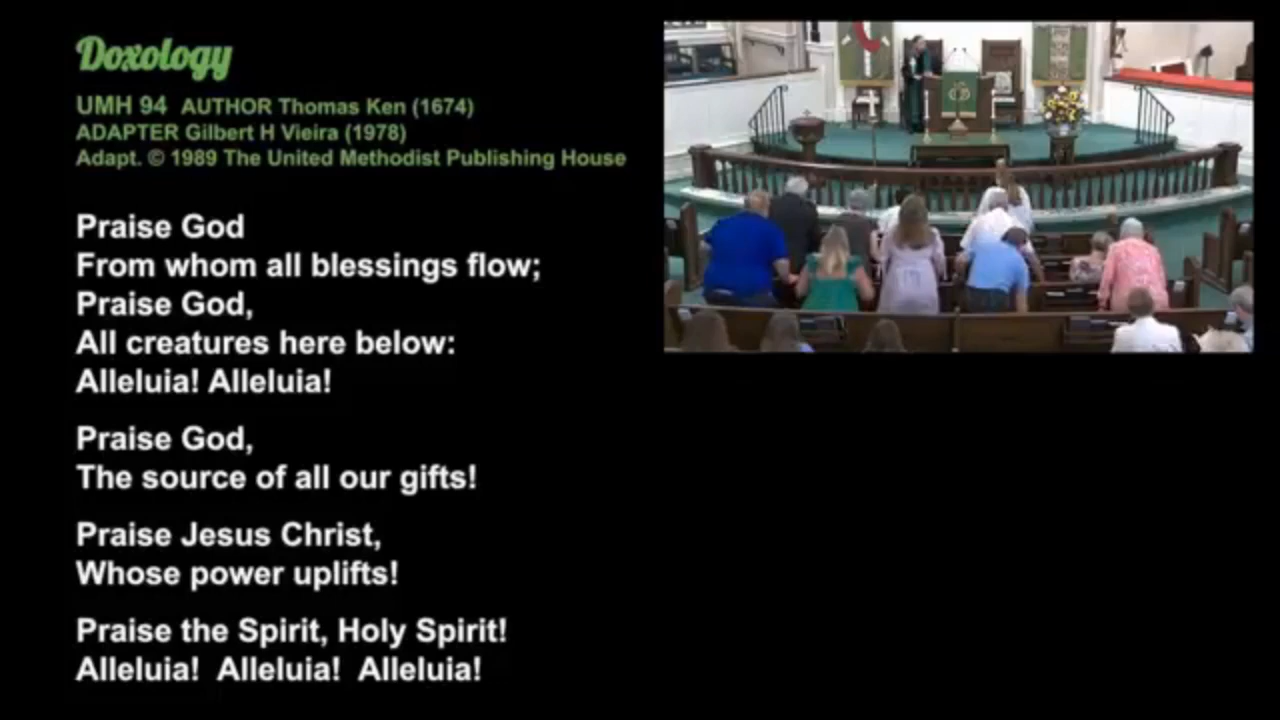 Doxology
UMH 94 AUTHOR Thomas Ken (1674)
ADAPTER Gilbert H Vieira (1978)
Adapt. © 1989 The United Methodist Publishing House
Praise God
From whom all blessings flow;
Praise God,
All creatures here below:
Alleluia! Alleluia!
Praise God,
The source of all our gifts!
Praise Jesus Christ,
Whose power uplifts!
Praise the Spirit, Holy Spirit!
Alleluia! Alleluia! Alleluia!